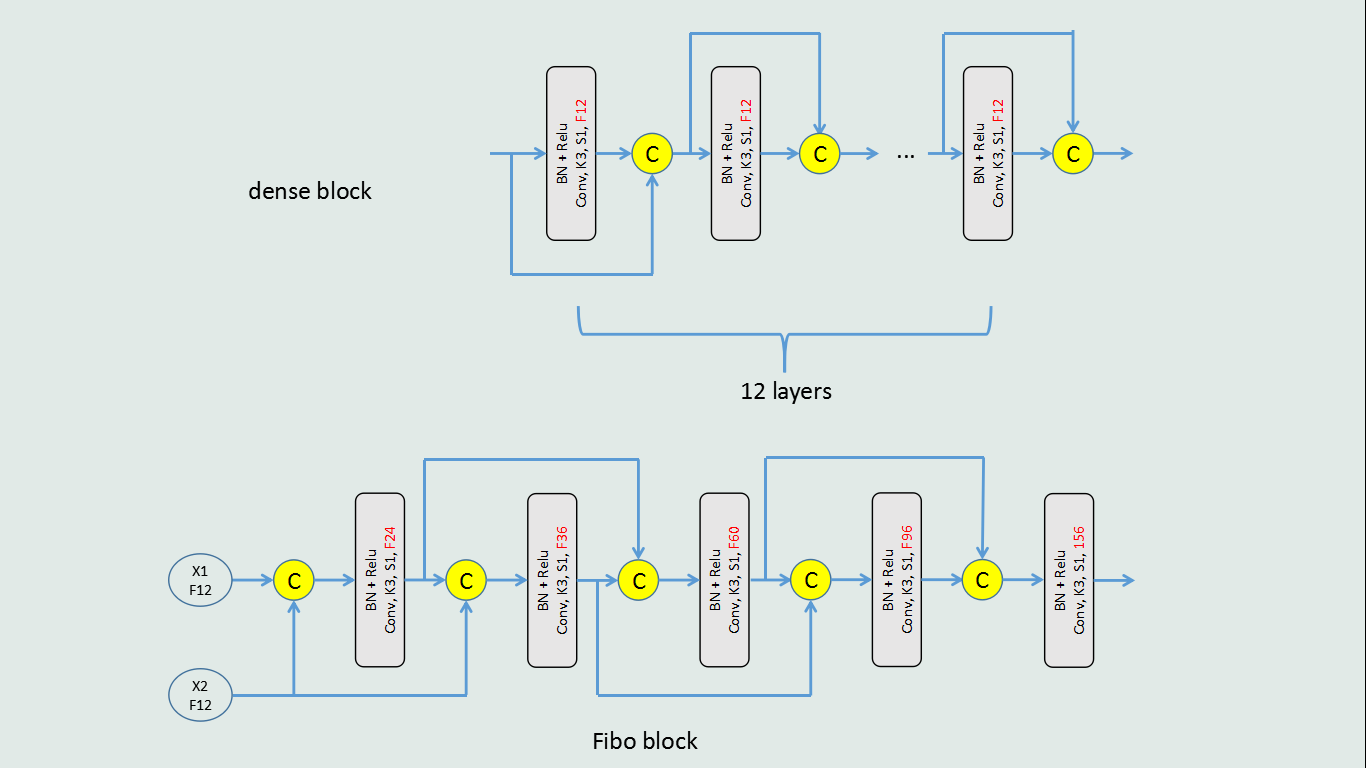 BN + Relu
Conv, K3, S1, F12
C
BN + Relu
Conv, K3, S1, F12
C
...
BN + Relu
Conv, K3, S1, F12
C
dense block
12 layers
X1
F12
C
BN + Relu
Conv, K3, S1, F24
C
BN + Relu
Conv, K3, S1, F36
C
BN + Relu
Conv, K3, S1, F60
C
BN + Relu
Conv, K3, S1, F96
C
BN + Relu
Conv, K3, S1, 156
X2
F12
Fibo block